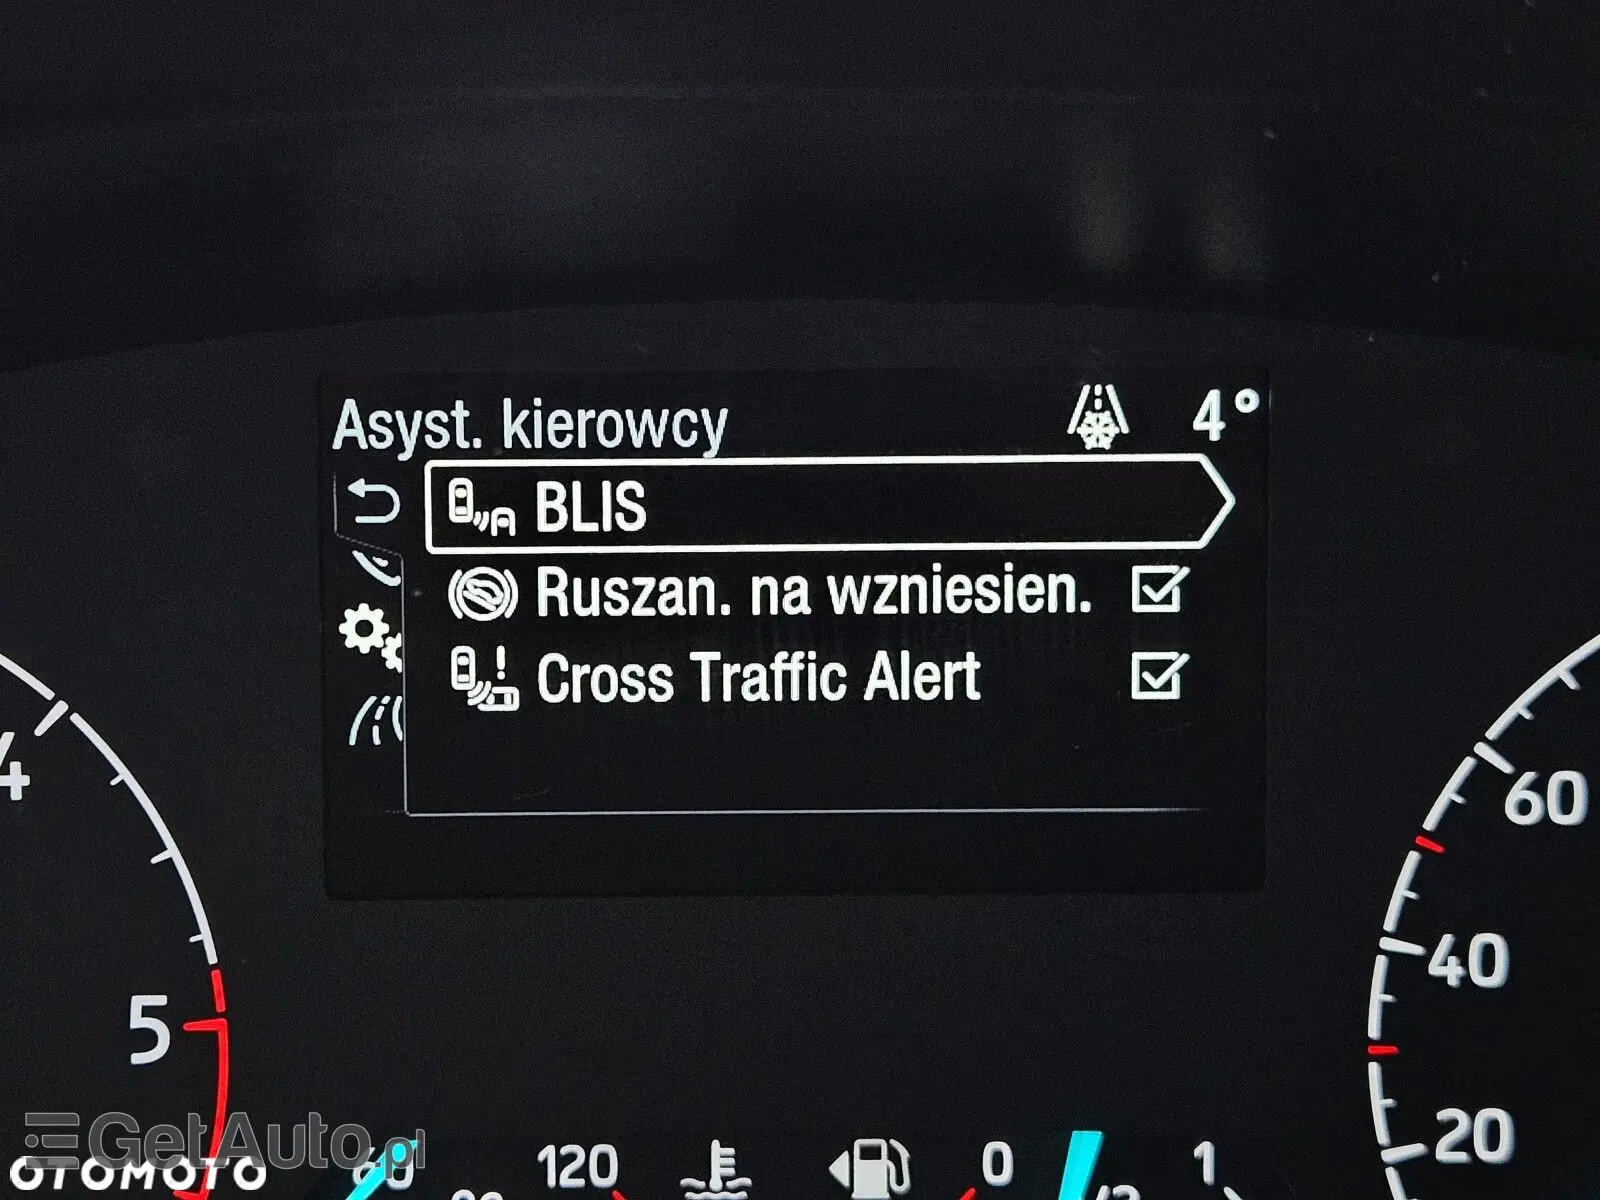 Asyst. kierowcy 4°
BLIS
Ruszan. na wzniesien.
Cross Traffic Alert
4
5
60
40
20
60
120
0
1
GetAuto.pl
OTOMOTO